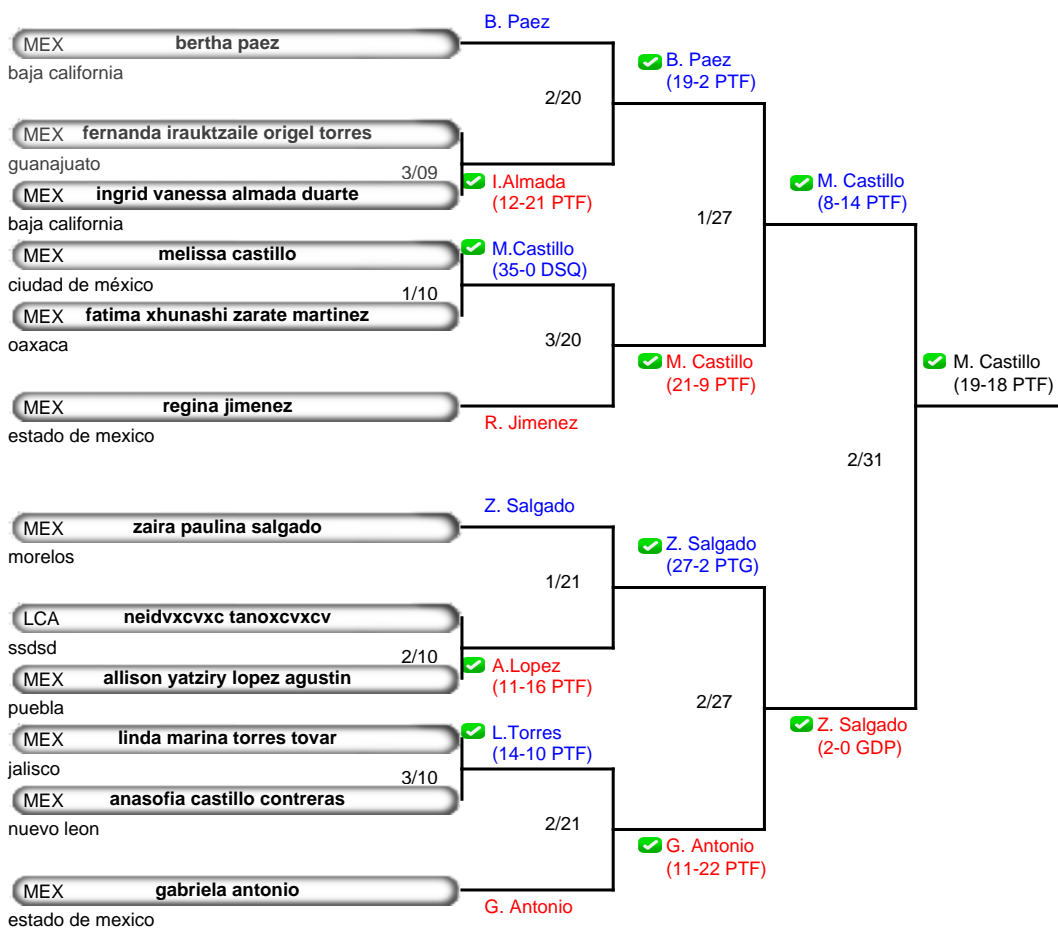 B. Paez
MEX bertha paez
baja california
B. Paez
(19-2 PTF)
2/20
MEX fernanda irauktzaile origel torres
guanajuato
3/09
I.Almada
(12-21 PTF)
MEX ingrid vanessa almada duarte
baja california
M. Castillo
(8-14 PTF)
1/27
MEX melissa castillo
ciudad de méxico
M.Castillo
(35-0 DSQ)
1/10
MEX fatima xhunashi zarate martinez
oaxaca
3/20
M. Castillo
(21-9 PTF)
M. Castillo
(19-18 PTF)
MEX regina jimenez
estado de mexico
R. Jimenez
2/31
Z. Salgado
MEX zaira paulina salgado
morelos
Z. Salgado
(27-2 PTG)
1/21
LCA neidvxcvxc tanoxcvxcv
ssdsd
2/10
A.Lopez
(11-16 PTF)
MEX allison yatziry lopez agustin
puebla
2/27
Z. Salgado
(2-0 GDP)
MEX linda marina torres tovar
jalisco
L.Torres
(14-10 PTF)
3/10
MEX anasofia castillo contreras
nuevo leon
2/21
G. Antonio
(11-22 PTF)
MEX gabriela antonio
estado de mexico
G. Antonio